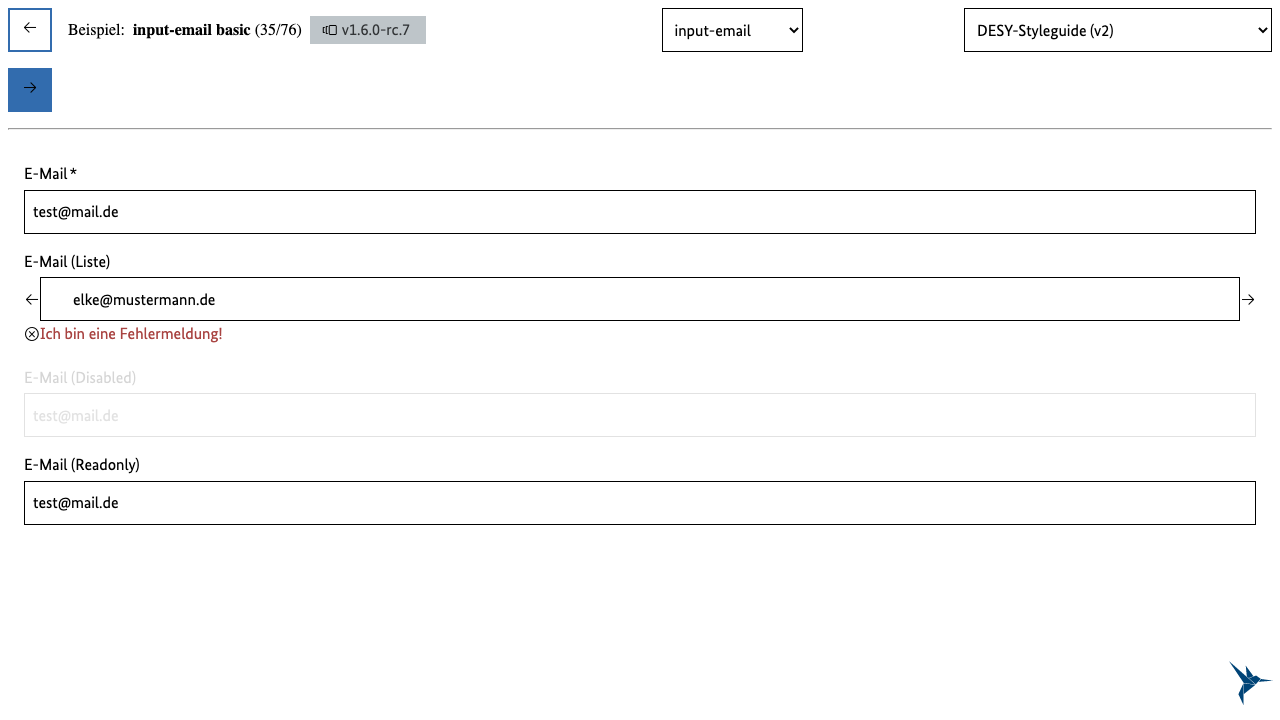 Beispiel: input-email basic (35/76) v1.6.0-rc.7 input-email DESY-Styleguide (v2)
E-Mail *
test@mail.de
E-Mail (Liste)
elke@mustermann.de
Ich bin eine Fehlermeldung!
E-Mail (Disabled)
test@mail.de
E-Mail (Readonly)
test@mail.de